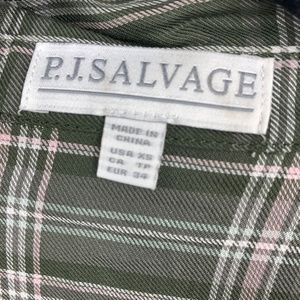 P.J.SALVAGE
MADE IN
CHINA
USA XS
CA TP
EUR 34